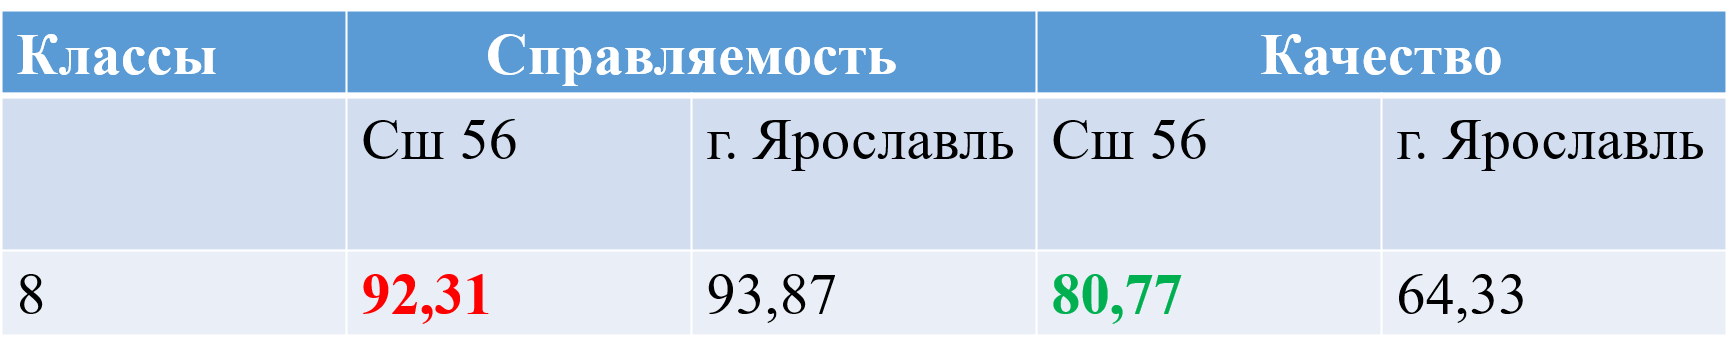 Классы Справляемость Качество
Сш 56 г. Ярославль Сш 56 г. Ярославль
8 92,31 93,87 80,77 64,33